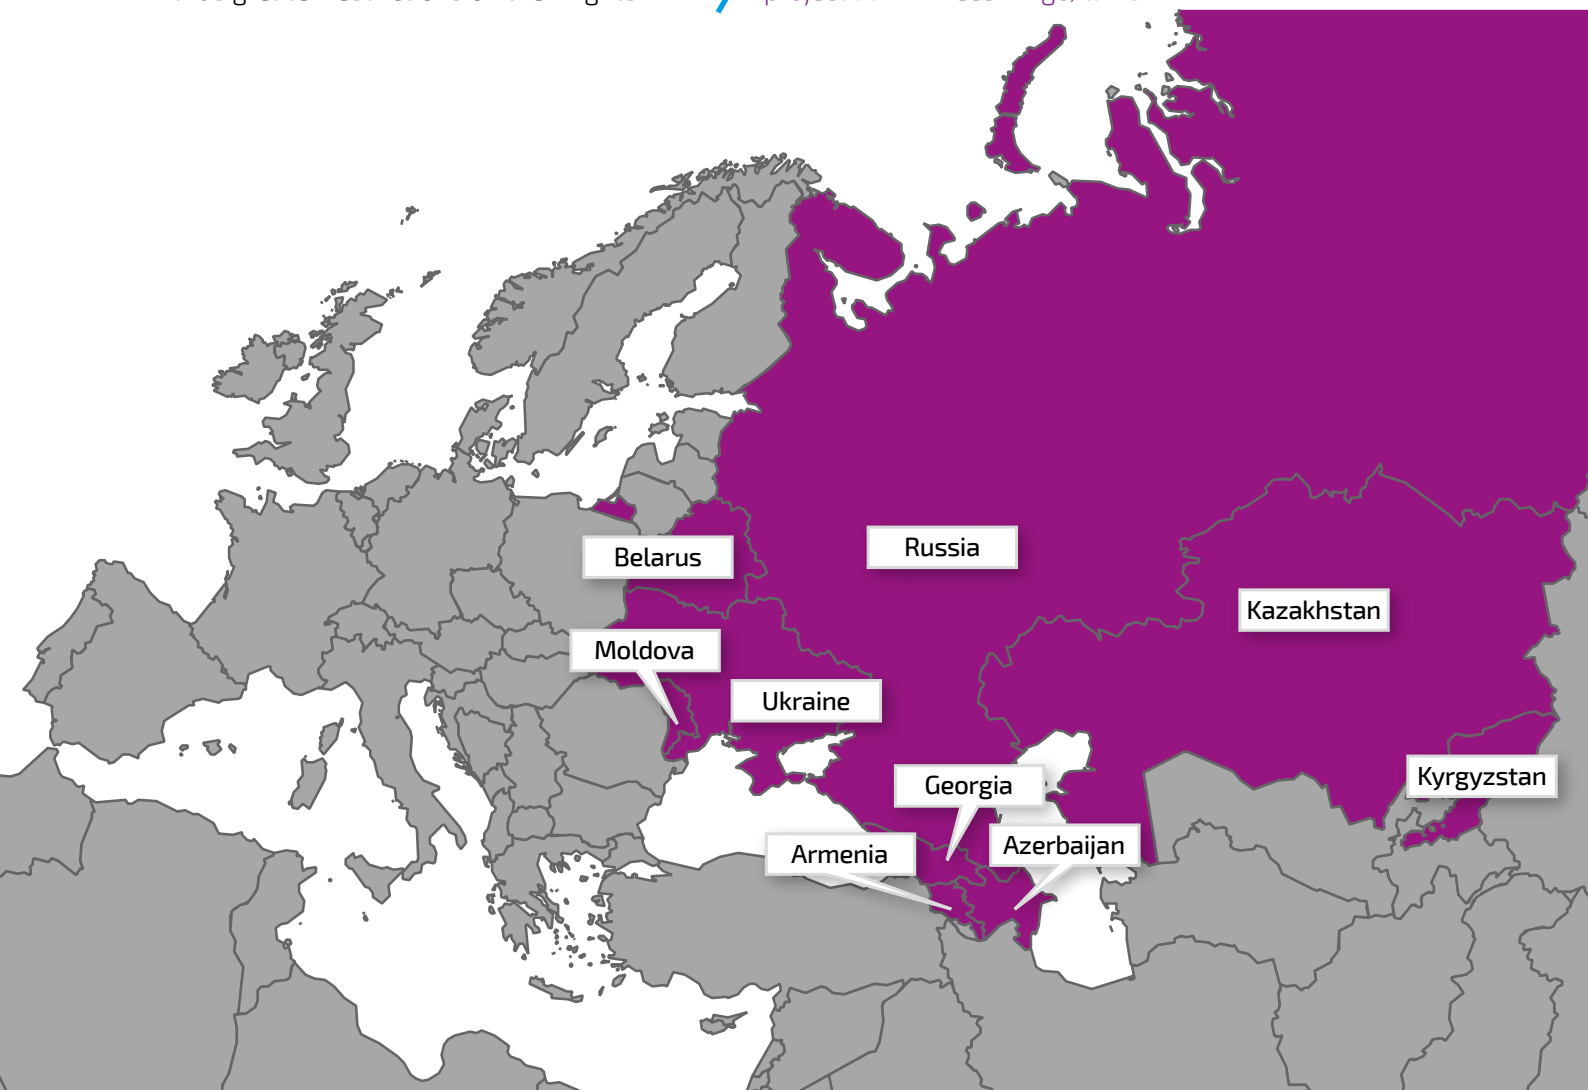 Belarus
Russia
Kazakhstan
Moldova
Ukraine
Kyrgyzstan
Georgia
Azerbaijan
Armenia